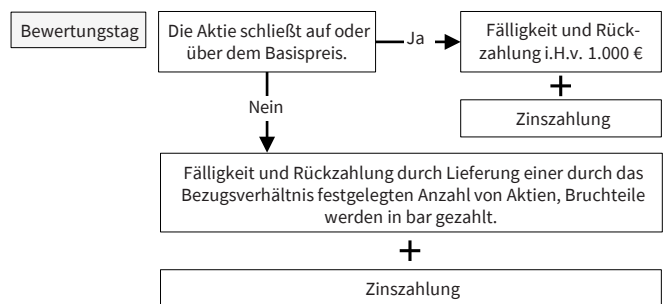 Bewertungstag
Die Aktie schließt auf oder
über dem Basispreis.
Ja
Fälligkeit und Rück-
zahlung i.H.v. 1.000 €
+
Zinszahlung
Nein
Fälligkeit und Rückzahlung durch Lieferung einer durch das
Bezugsverhältnis festgelegten Anzahl von Aktien, Bruchteile
werden in bar gezahlt.
+
Zinszahlung